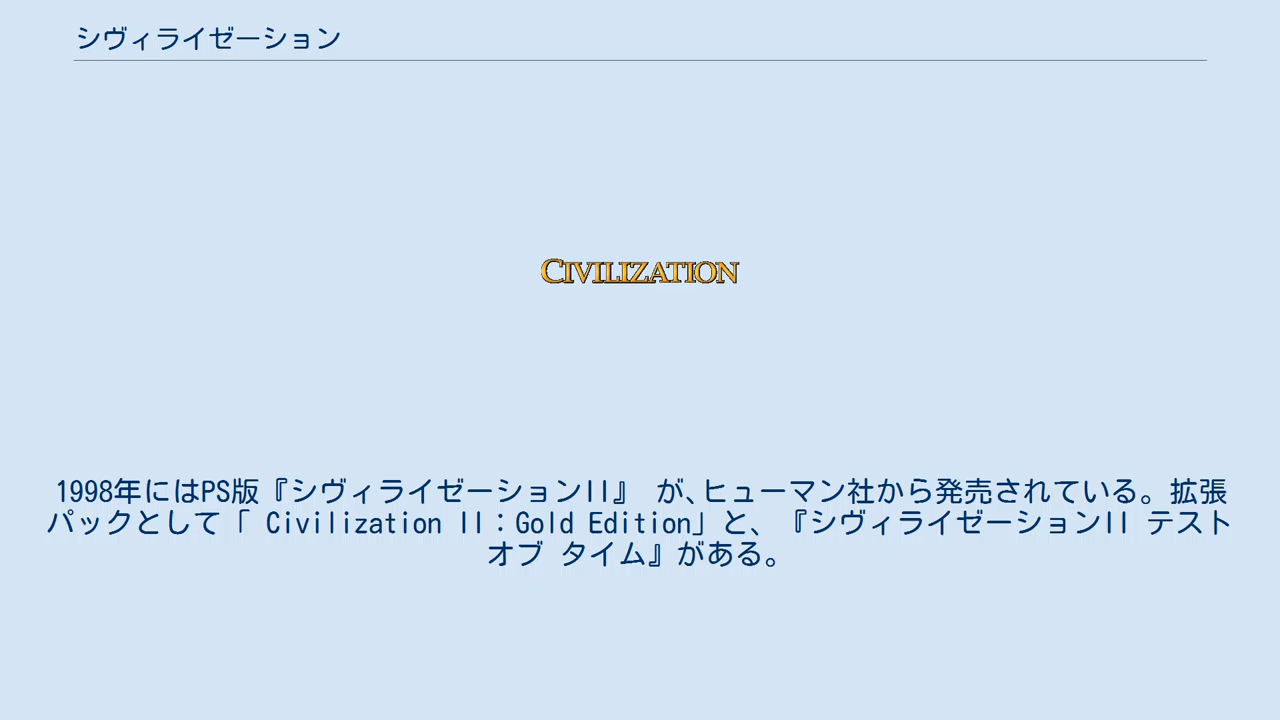 シヴィライゼーション
CIVILIZATION
1998年にはPS版『シヴィライゼーションII』 が､ヒューマン社から発売されている。拡張
パックとして「 Civilization II：Gold Edition」と、『シヴィライゼーションII テスト
オブ タイム』がある。